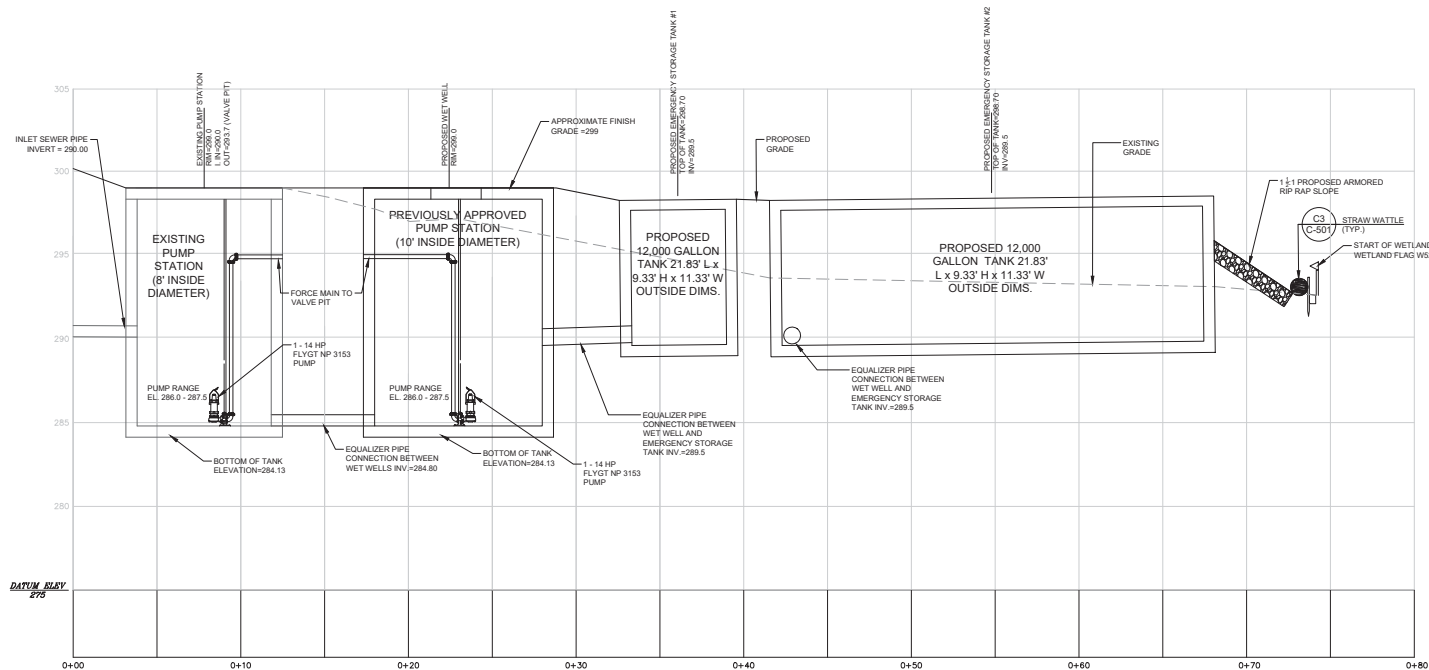 EXISTING PUMP STATION
RIM=299.0
I. IN=290.0
OUT=293.7 (VALVE PIT)
PROPOSED WET WELL
RIM=299.0
PROPOSED EMERGENCY STORAGE TANK #1
TOP OF TANK=298.70
INV=289.5
PROPOSED EMERGENCY STORAGE TANK #2
TOP OF TANK=298.70
INV=289.5
305
300
295
290
285
280
INLET SEWER PIPE
INVERT = 290.00
APPROXIMATE FINISH
GRADE =299
PROPOSED
GRADE
EXISTING
GRADE
1 1/2:1 PROPOSED ARMORED
RIP RAP SLOPE
C3
C-501
STRAW WATTLE
(TYP.)
START OF WETLAND
WETLAND FLAG
EXISTING
PUMP
STATION
(8' INSIDE
DIAMETER)
PREVIOUSLY APPROVED
PUMP STATION
(10' INSIDE DIAMETER)
PROPOSED
12,000 GALLON
TANK 21.83' L x
9.33' H x 11.33' W
OUTSIDE DIMS.
PROPOSED 12,000
GALLON TANK 21.83'
L x 9.33' H x 11.33' W
OUTSIDE DIMS.
FORCE MAIN TO
VALVE PIT
1 - 14 HP
FLYGT NP 3153
PUMP
PUMP RANGE
EL. 286.0 - 287.5
PUMP RANGE
EL. 286.0 - 287.5
EQUALIZER PIPE
CONNECTION BETWEEN
WET WELL AND
EMERGENCY STORAGE
TANK INV.=289.5
EQUALIZER PIPE
CONNECTION BETWEEN
WET WELL AND
EMERGENCY STORAGE
TANK INV.=289.5
BOTTOM OF TANK
ELEVATION=284.13
EQUALIZER PIPE
CONNECTION BETWEEN
WET WELLS INV.=284.80
BOTTOM OF TANK
ELEVATION=284.13
1 - 14 HP
FLYGT NP 3153
PUMP
DATUM ELEV
275
0+00
0+10
0+20
0+30
0+40
0+50
0+60
0+70
0+80